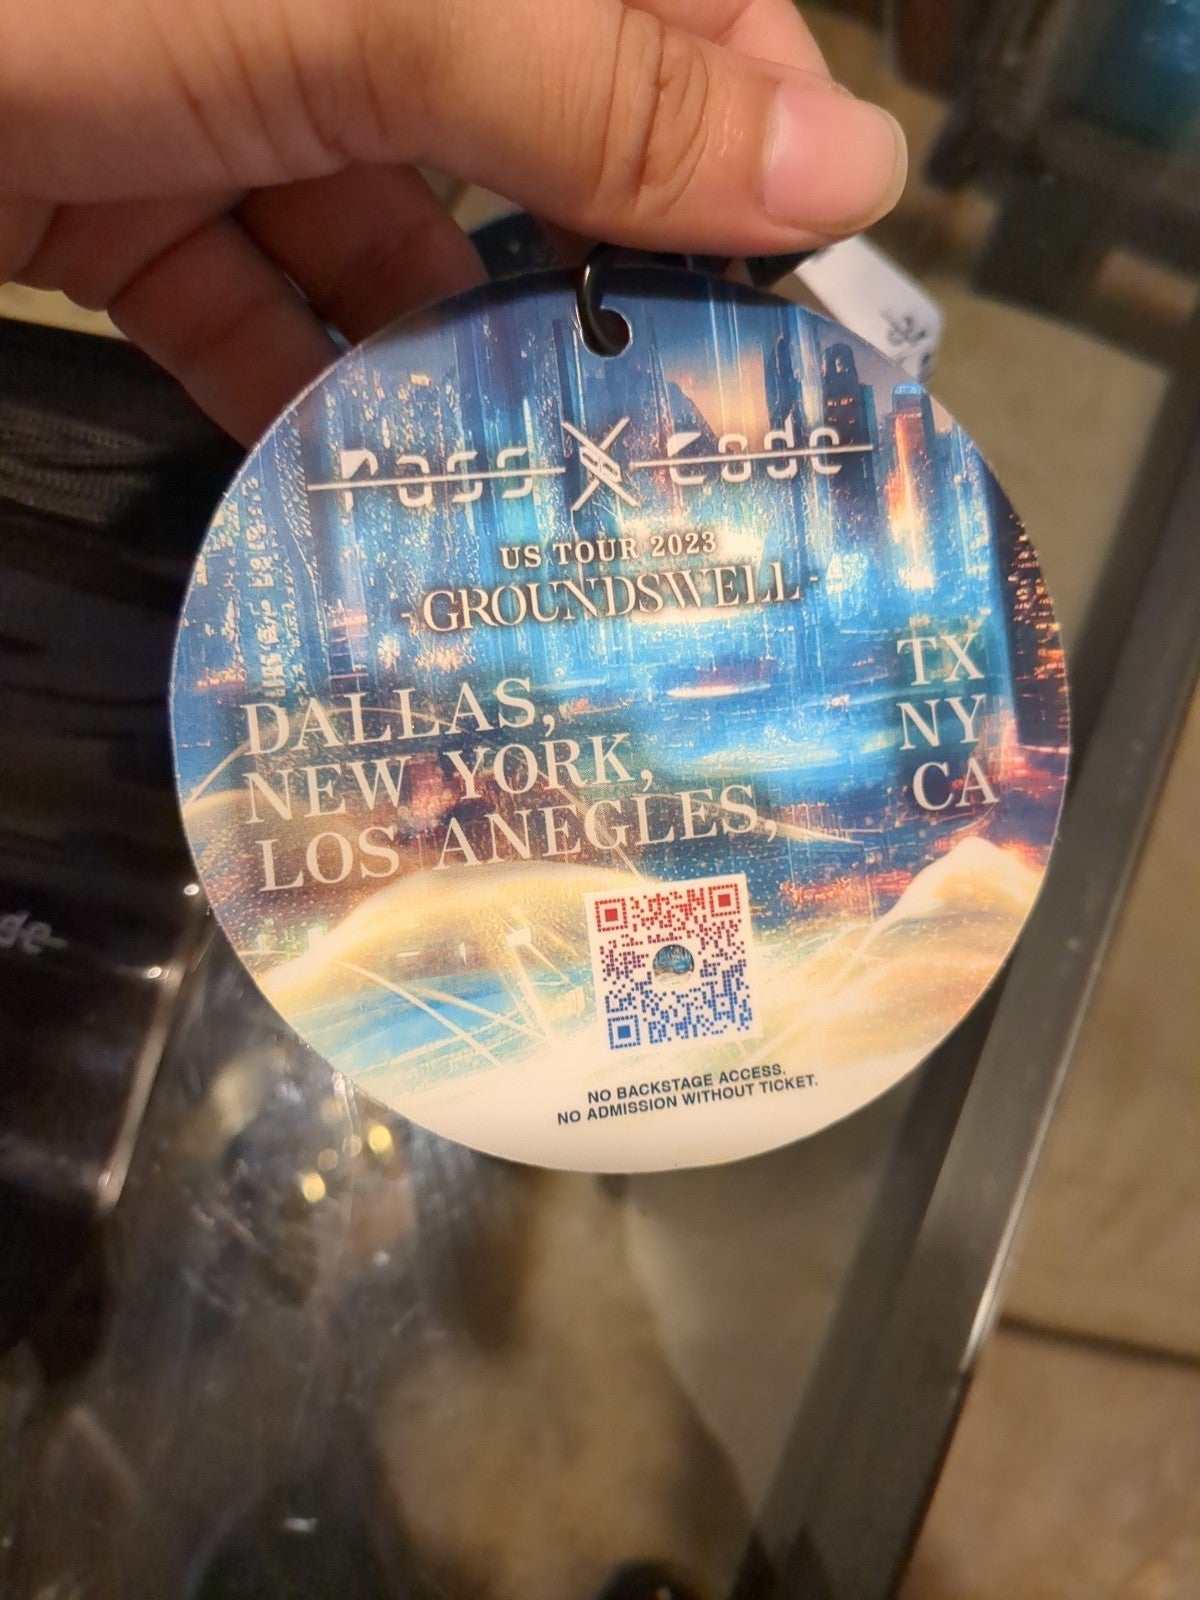 Pass Code
US TOUR 2023
-GROUNDSWELL-
DALLAS, TX
NEW YORK, NY
LOS ANEGLES, CA
NO BACKSTAGE ACCESS.
NO ADMISSION WITHOUT TICKET.
de